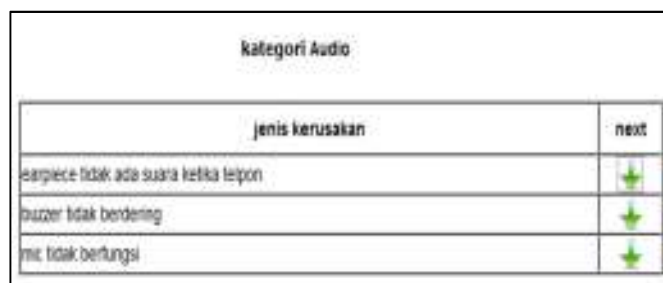 kategori Audio
jenis kerusakan next
earpiece tidak ada suara ketika telpon
buzzer tidak berdering
mic tidak berfungsi